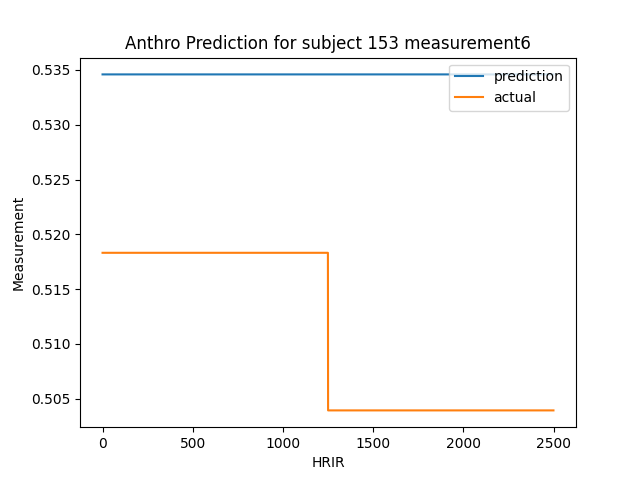 Anthro Prediction for subject 153 measurement6
prediction
actual
0.535
0.530
0.525
0.520
0.515
0.510
0.505
Measurement
0 500 1000 1500 2000 2500
HRIR